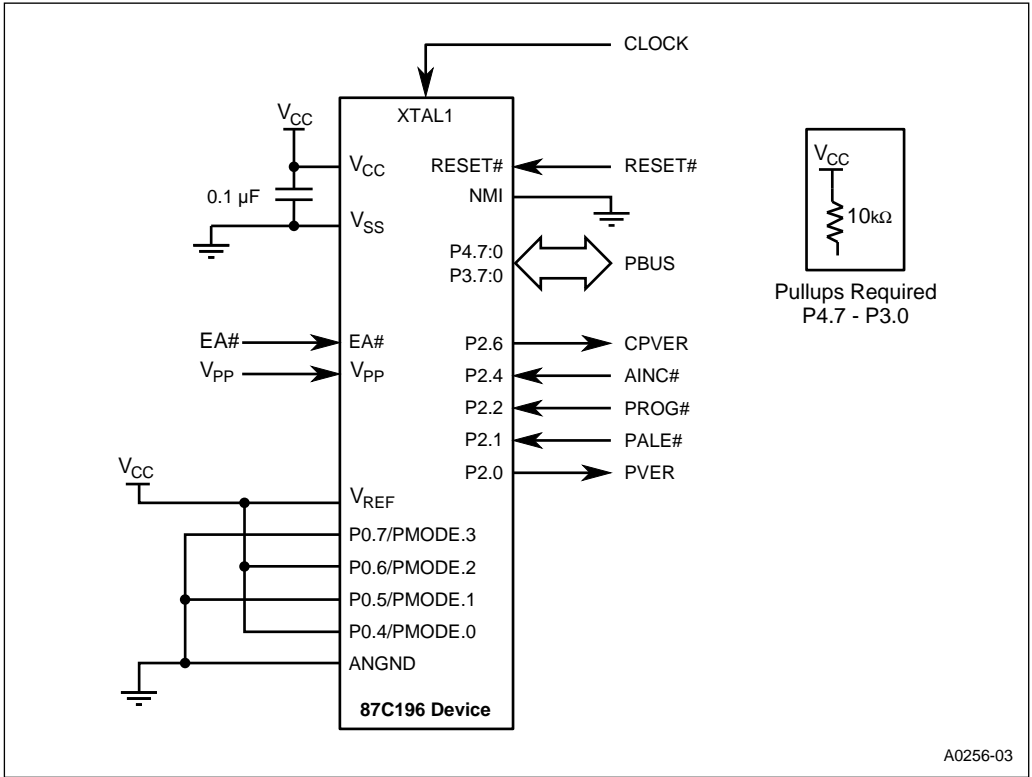 CLOCK
XTAL1
VCC
VCC
RESET#
RESET#
0.1 µF
NMI
VSS
P4.7:0
P3.7:0
PBUS
VCC
10kΩ
Pullups Required
P4.7 - P3.0
EA#
EA#
P2.6
CPVER
VPP
VPP
P2.4
AINC#
P2.2
PROG#
P2.1
PALE#
P2.0
PVER
VCC
VREF
P0.7/PMODE.3
P0.6/PMODE.2
P0.5/PMODE.1
P0.4/PMODE.0
ANGND
87C196 Device
A0256-03